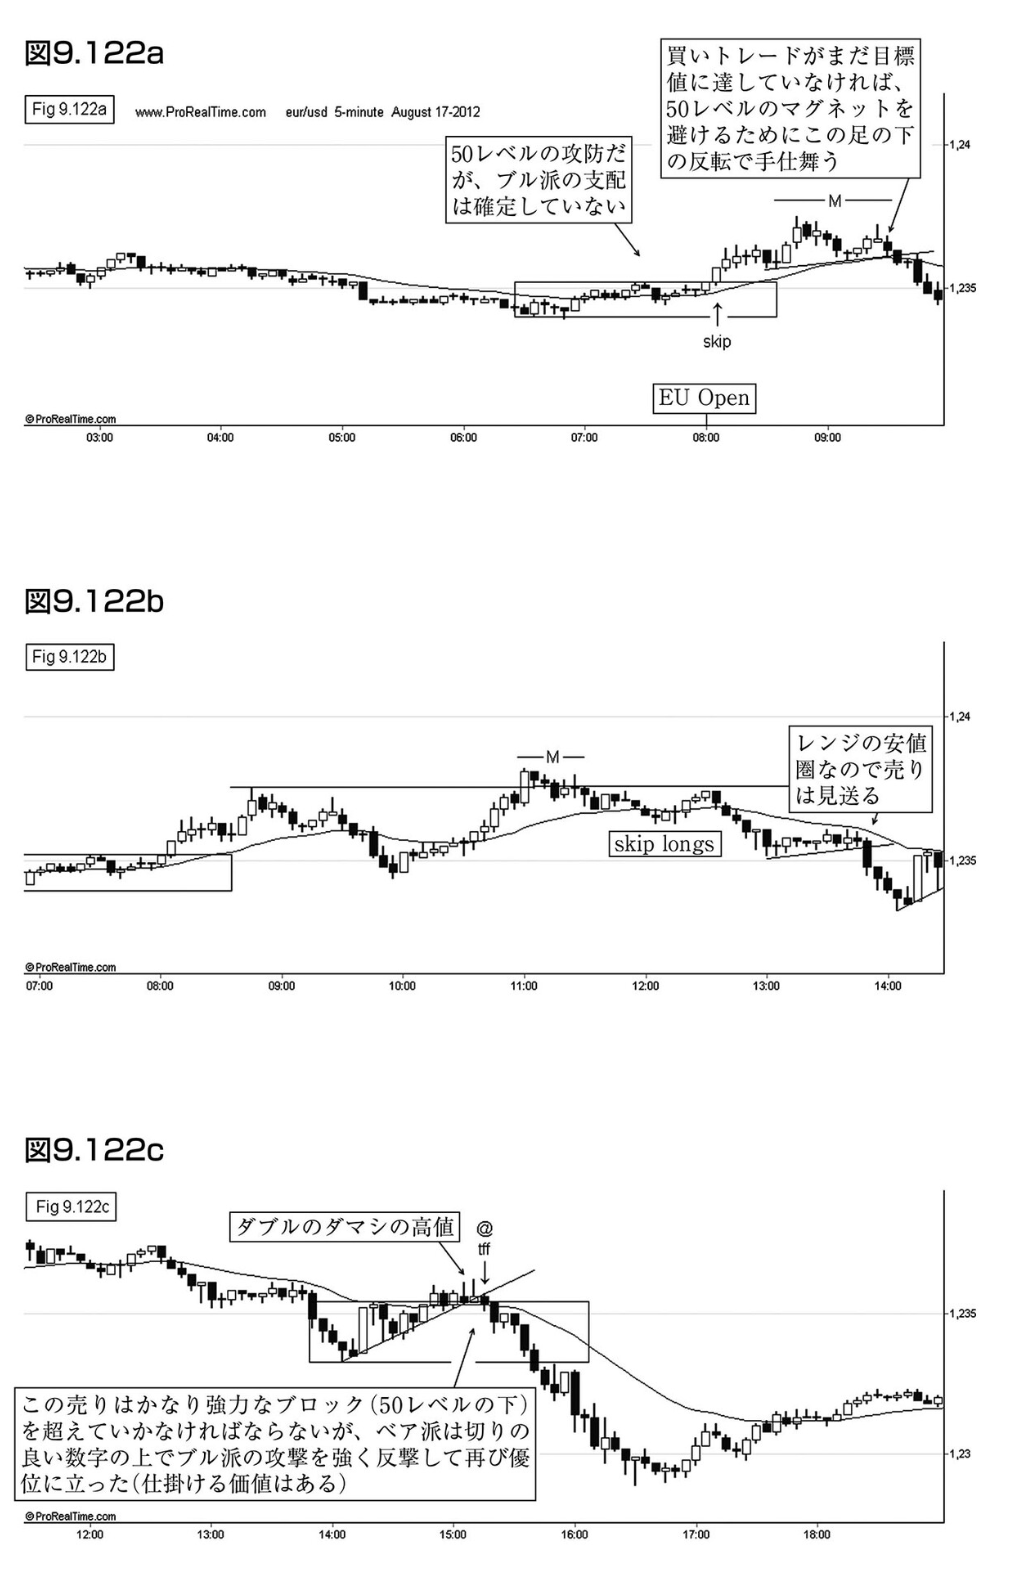 図9.122a
Fig 9.122a
www.ProRealTime.com eur/usd 5-minute August 17-2012
買いトレードがまだ目標
値に達していなければ、
50レベルのマグネットを
避けるためにこの足の下
の反転で手仕舞う
50レベルの攻防だ
が、ブル派の支配
は確定していない
1,24
M
1,235
skip
EU Open
©ProRealTime.com
03:00 04:00 05:00 06:00 07:00 08:00 09:00
図9.122b
Fig 9.122b
1,24
レンジの安値
圏なので売り
は見送る
M
skip longs
1,235
©ProRealTime.com
07:00 08:00 09:00 10:00 11:00 12:00 13:00 14:00
図9.122c
Fig 9.122c
ダブルのダマシの高値
@
tff
1,235
この売りはかなり強力なブロック(50レベルの下)
を超えていかなければならないが、ベア派は切りの
良い数字の上でブル派の攻撃を強く反撃して再び優
位に立った(仕掛ける価値はある)
1,23
©ProRealTime.com
12:00 13:00 14:00 15:00 16:00 17:00 18:00